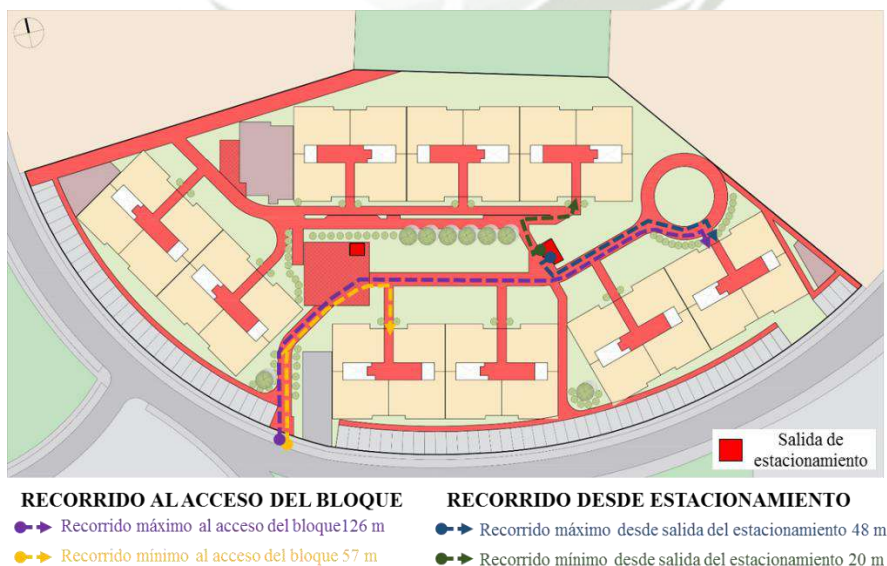 Salida de
estacionamiento
RECORRIDO AL ACCESO DEL BLOQUE
Recorrido máximo al acceso del bloque126 m
Recorrido mínimo al acceso del bloque 57 m
RECORRIDO DESDE ESTACIONAMIENTO
Recorrido máximo desde salida del estacionamiento 48 m
Recorrido mínimo desde salida del estacionamiento 20 m